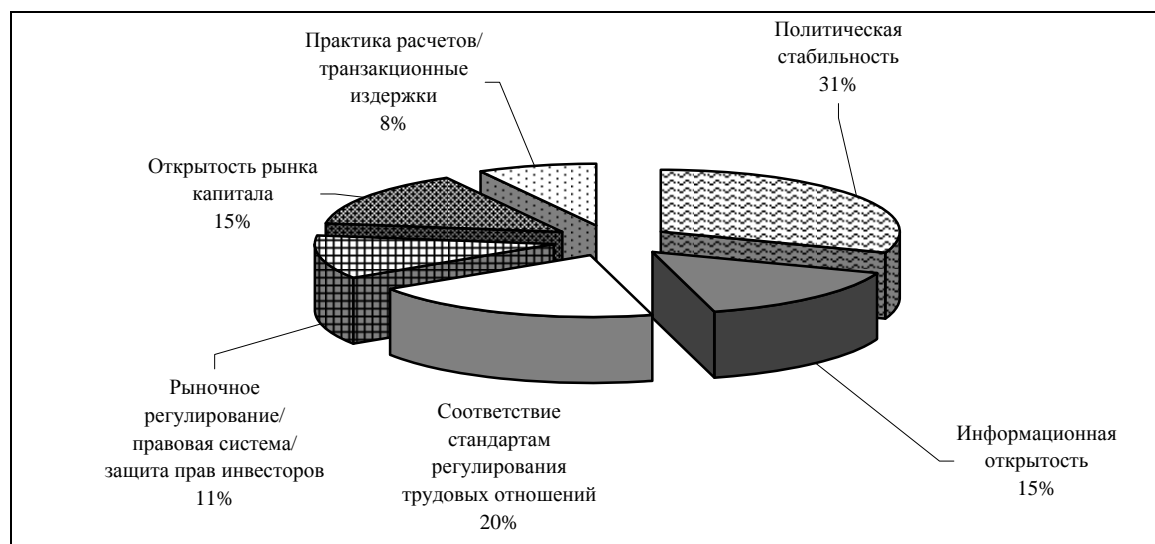 Политическая
стабильность
31%
Информационная
открытость
15%
Соответствие
стандартам
регулирования
трудовых отношений
20%
Рыночное
регулирование/
правовая система/
защита прав инвесторов
11%
Открытость рынка
капитала
15%
Практика расчетов/
транзакционные
издержки
8%